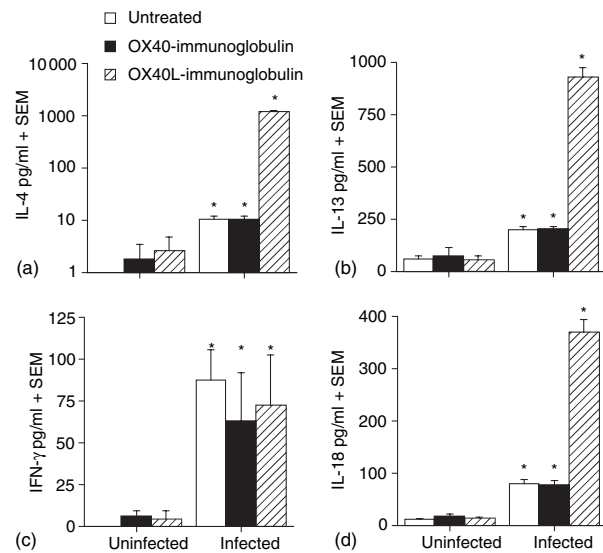 Untreated
OX40-immunoglobulin
OX40L-immunoglobulin
10 000
1000
100
10
1
IL-4 pg/ml + SEM
(a)
*
*
*
1000
750
500
250
0
IL-13 pg/ml + SEM
(b)
*
*
*
125
100
75
50
25
0
IFN-γ pg/ml + SEM
(c)
*
*
*
Uninfected
Infected
400
300
200
100
0
IL-18 pg/ml + SEM
(d)
*
*
*
Uninfected
Infected